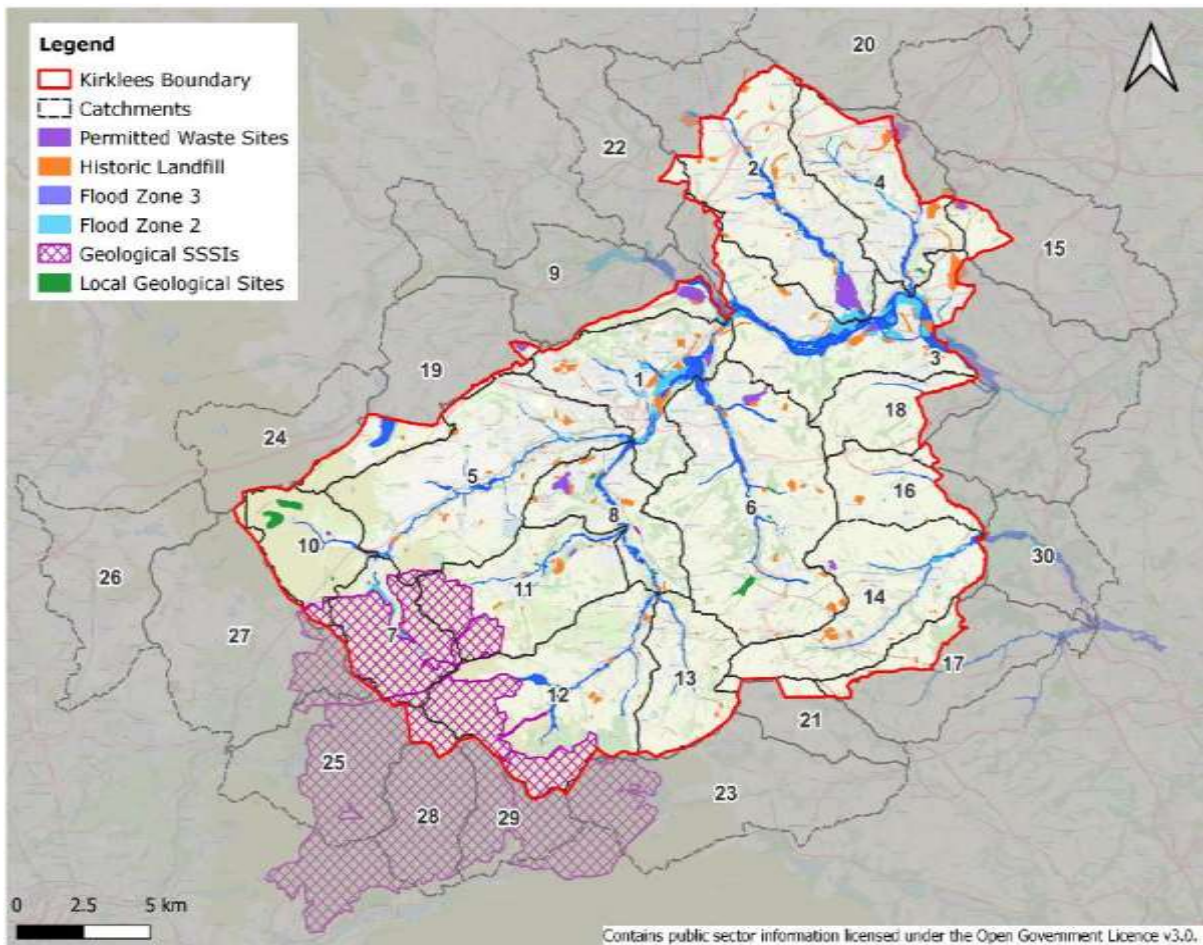 Legend
Kirklees Boundary
Catchments
Permitted Waste Sites
Historic Landfill
Flood Zone 3
Flood Zone 2
Geological SSSIs
Local Geological Sites
20
22
2
4
15
9
3
19
1
18
24
5
16
6
8
10
30
26
11
14
27
7
17
12
13
21
25
23
28
29
0 2.5 5 km
Contains public sector information licensed under the Open Government Licence v3.0.